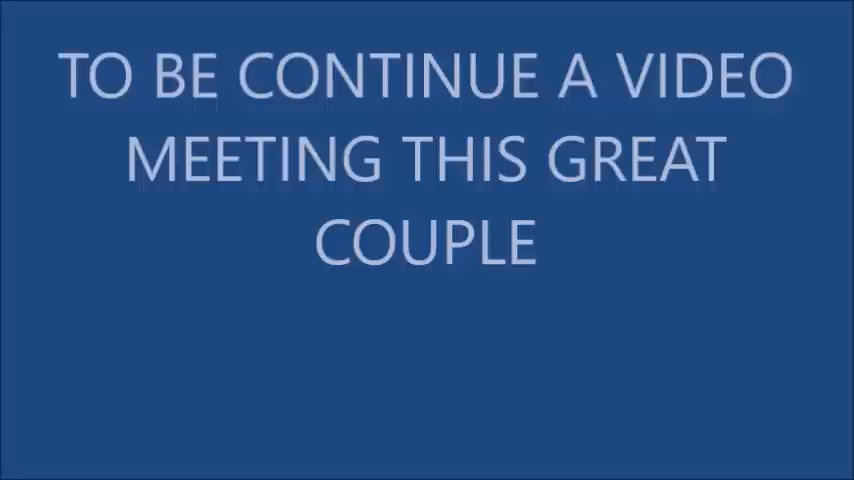 TO BE CONTINUE A VIDEO
MEETING THIS GREAT
COUPLE